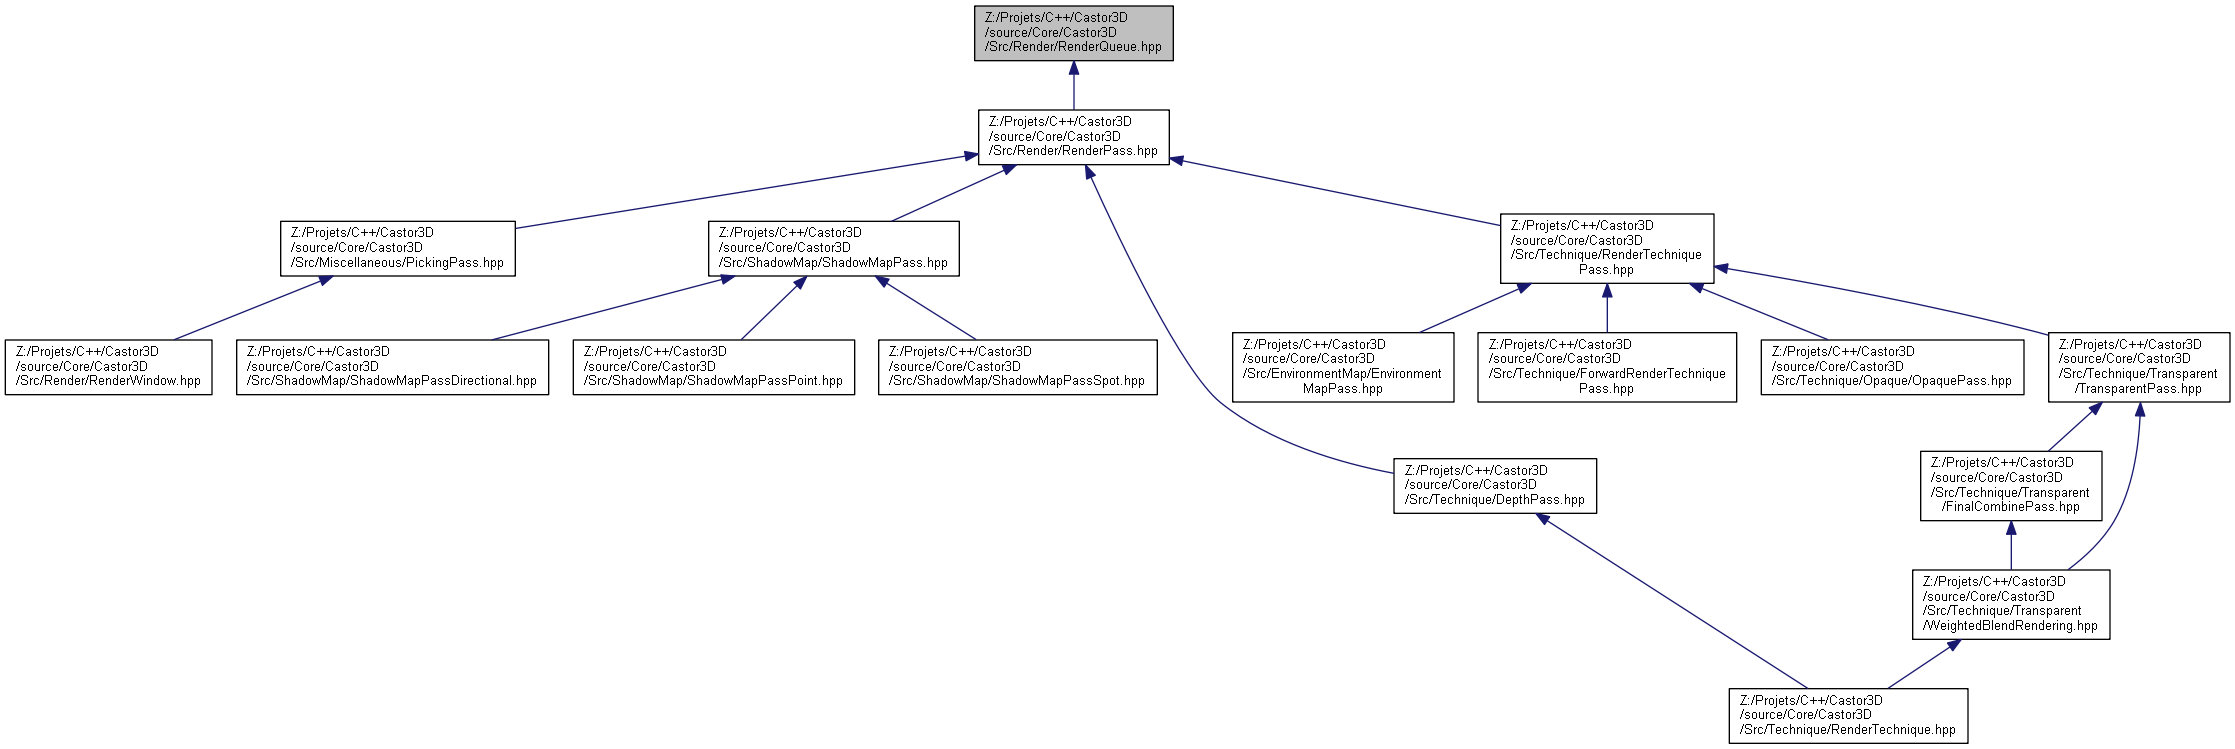 Z:/Projets/C++/Castor3D
/source/Core/Castor3D
/Src/Render/RenderQueue.hpp
Z:/Projets/C++/Castor3D
/source/Core/Castor3D
/Src/Render/RenderPass.hpp
Z:/Projets/C++/Castor3D
/source/Core/Castor3D
/Src/Miscellaneous/PickingPass.hpp
Z:/Projets/C++/Castor3D
/source/Core/Castor3D
/Src/ShadowMap/ShadowMapPass.hpp
Z:/Projets/C++/Castor3D
/source/Core/Castor3D
/Src/Technique/RenderTechnique
Pass.hpp
Z:/Projets/C++/Castor3D
/source/Core/Castor3D
/Src/Render/RenderWindow.hpp
Z:/Projets/C++/Castor3D
/source/Core/Castor3D
/Src/ShadowMap/ShadowMapPassDirectional.hpp
Z:/Projets/C++/Castor3D
/source/Core/Castor3D
/Src/ShadowMap/ShadowMapPassPoint.hpp
Z:/Projets/C++/Castor3D
/source/Core/Castor3D
/Src/ShadowMap/ShadowMapPassSpot.hpp
Z:/Projets/C++/Castor3D
/source/Core/Castor3D
/Src/EnvironmentMap/Environment
MapPass.hpp
Z:/Projets/C++/Castor3D
/source/Core/Castor3D
/Src/Technique/ForwardRenderTechnique
Pass.hpp
Z:/Projets/C++/Castor3D
/source/Core/Castor3D
/Src/Technique/Opaque/OpaquePass.hpp
Z:/Projets/C++/Castor3D
/source/Core/Castor3D
/Src/Technique/Transparent
/TransparentPass.hpp
Z:/Projets/C++/Castor3D
/source/Core/Castor3D
/Src/Technique/DepthPass.hpp
Z:/Projets/C++/Castor3D
/source/Core/Castor3D
/Src/Technique/Transparent
/FinalCombinePass.hpp
Z:/Projets/C++/Castor3D
/source/Core/Castor3D
/Src/Technique/Transparent
/WeightedBlendRendering.hpp
Z:/Projets/C++/Castor3D
/source/Core/Castor3D
/Src/Technique/RenderTechnique.hpp